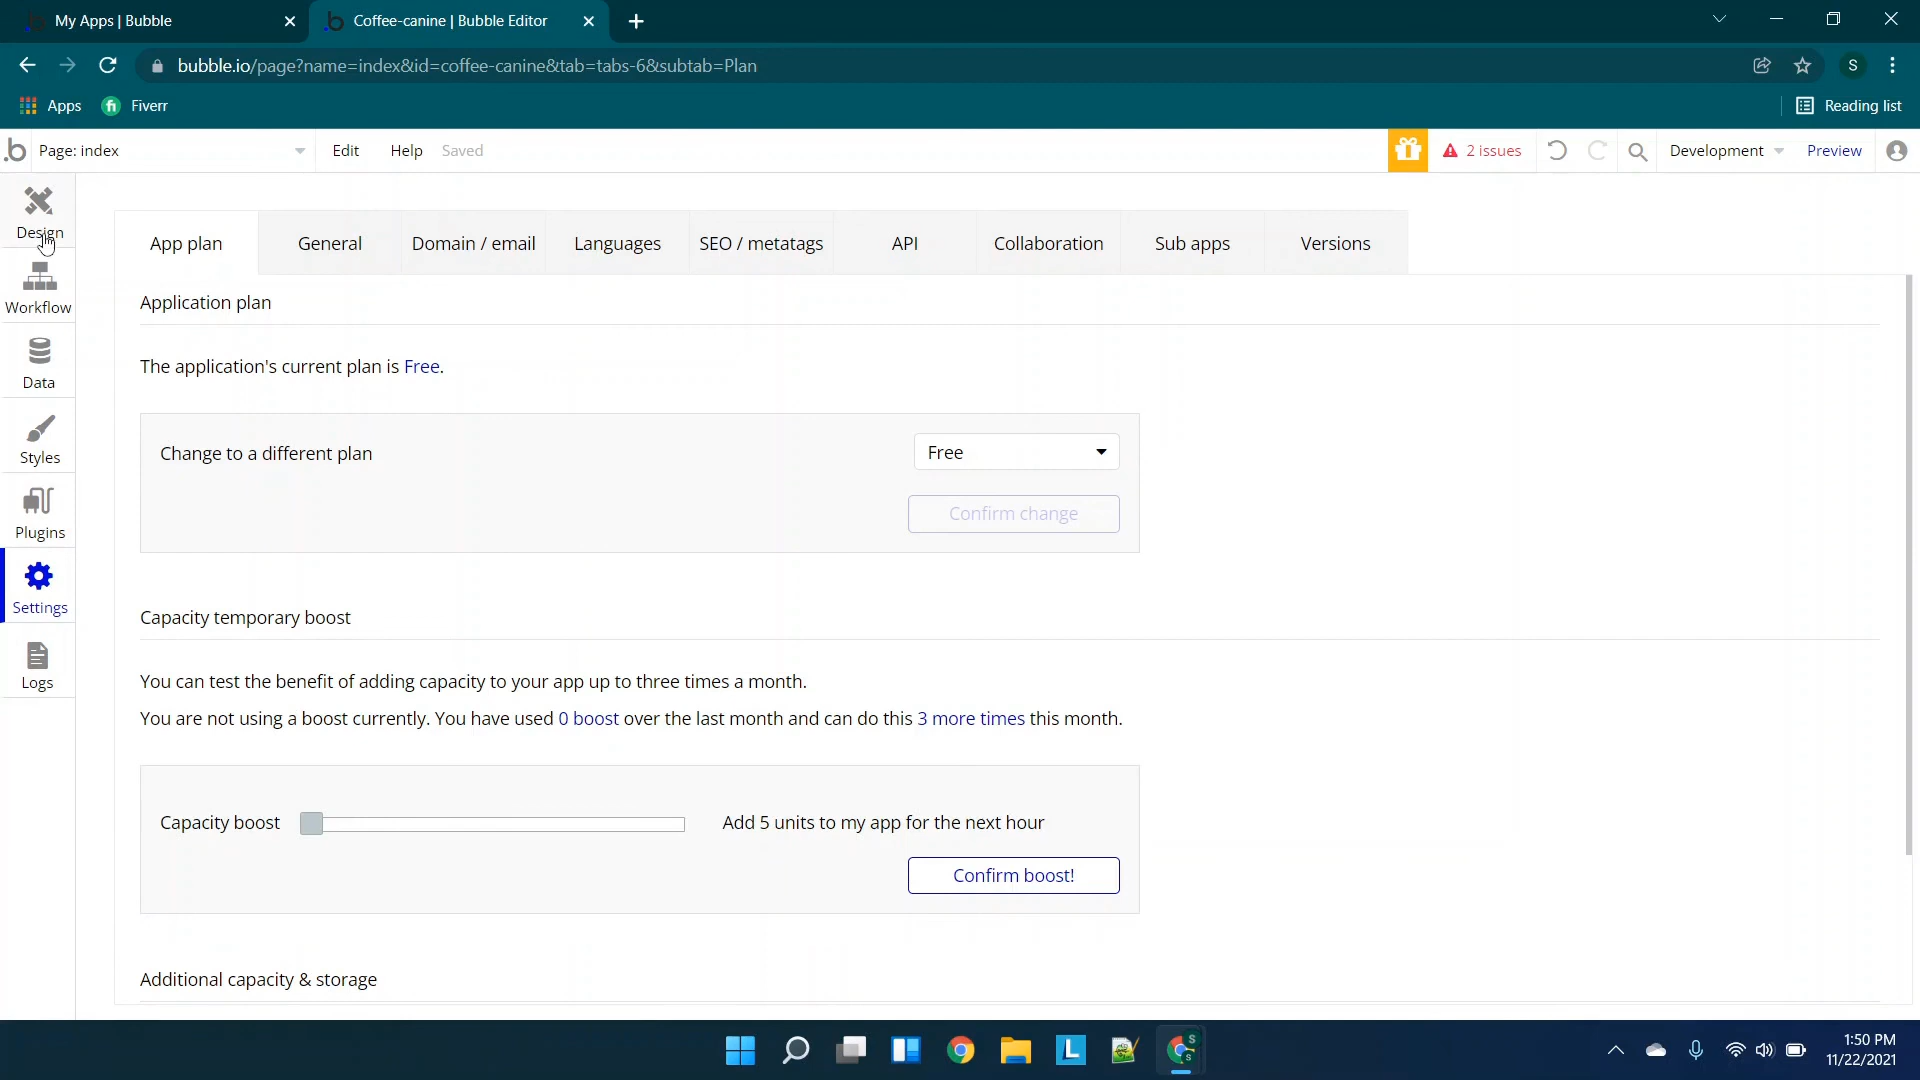 My Apps | Bubble
Coffee-canine | Bubble Editor
bubble.io/page?name=index&id=coffee-canine&tab=tabs-6&subtab=Plan
S
Apps
Fiverr
Reading list
.b
Page: index
Edit
Help
Saved
2 issues
Development
Preview
Design
Workflow
Data
Styles
Plugins
Settings
Logs
App plan
General
Domain / email
Languages
SEO / metatags
API
Collaboration
Sub apps
Versions
Application plan
The application's current plan is Free.
Change to a different plan
Free
Confirm change
Capacity temporary boost
You can test the benefit of adding capacity to your app up to three times a month.
You are not using a boost currently. You have used 0 boost over the last month and can do this 3 more times this month.
Capacity boost
Add 5 units to my app for the next hour
Confirm boost!
Additional capacity & storage
L
S
1:50 PM
11/22/2021